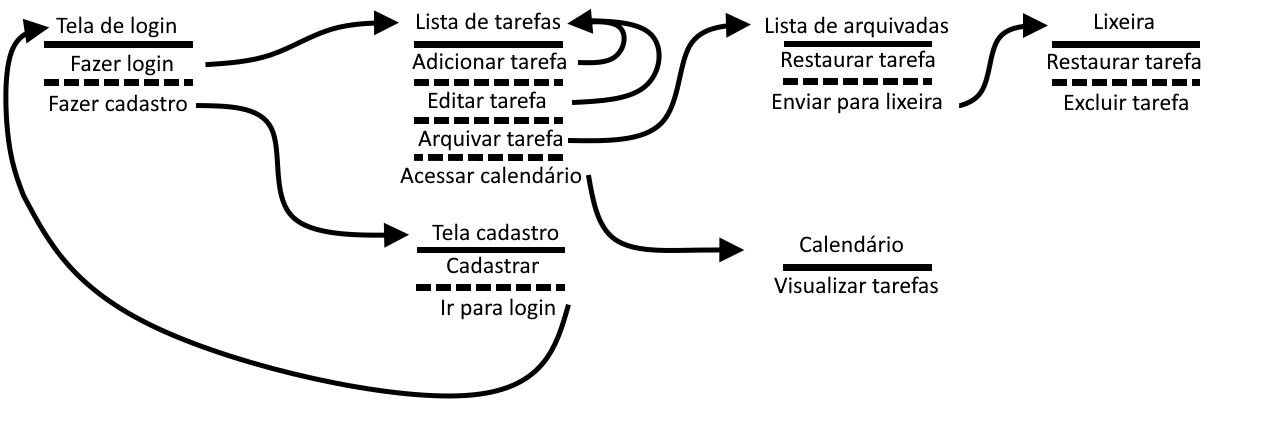 Tela de login
Fazer login
Fazer cadastro
Lista de tarefas
Adicionar tarefa
Editar tarefa
Arquivar tarefa
Acessar calendário
Tela cadastro
Cadastrar
Ir para login
Lista de arquivadas
Restaurar tarefa
Enviar para lixeira
Calendário
Visualizar tarefas
Lixeira
Restaurar tarefa
Excluir tarefa